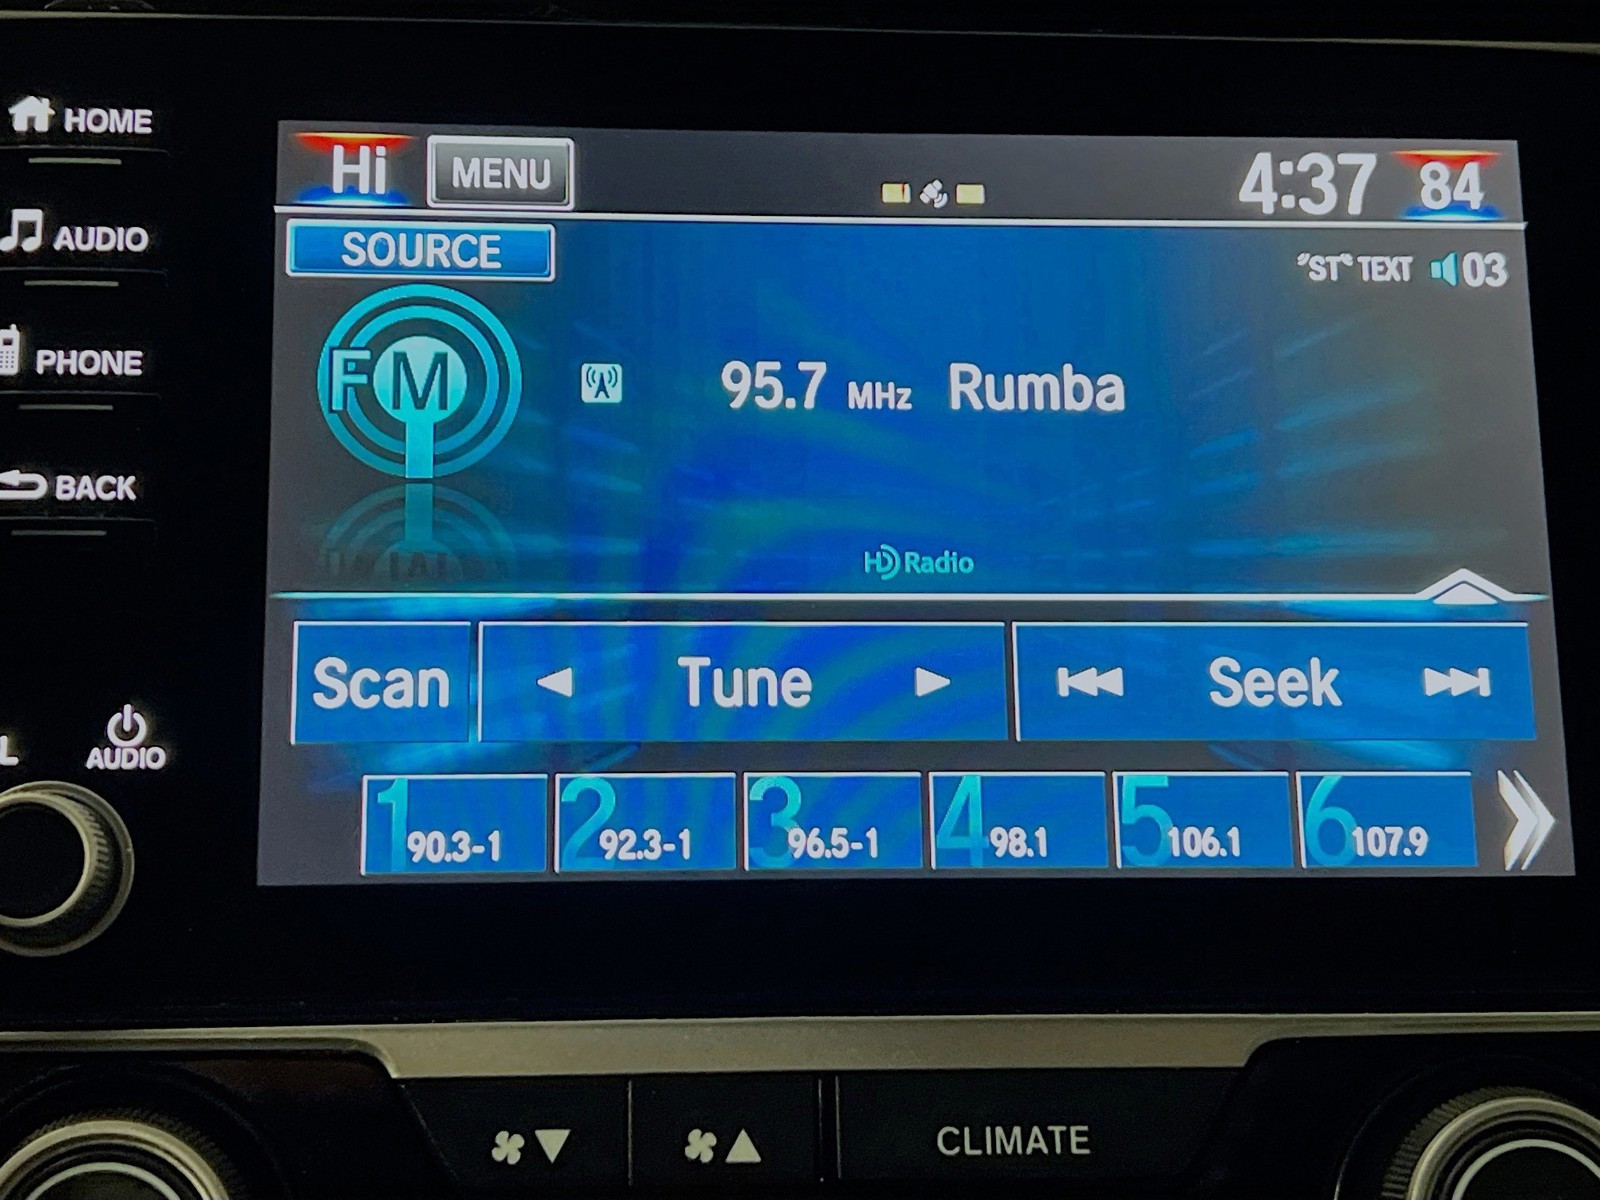 HOME
Hi MENU 4:37 84
AUDIO
SOURCE
"ST" TEXT 03
FM
PHONE
95.7 MHz Rumba
BACK
HD Radio
Scan Tune Seek
L AUDIO
1 90.3-1 2 92.3-1 3 96.5-1 4 98.1 5 106.1 6 107.9
CLIMATE